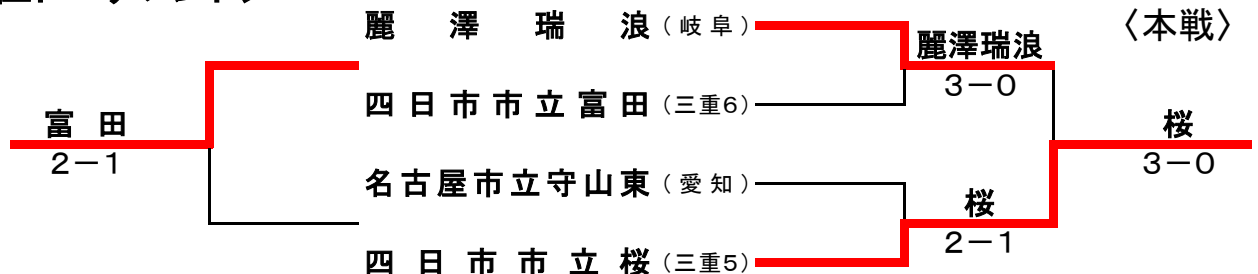 麗澤瑞浪（岐阜）
〈本戦〉
麗澤瑞浪
3－0
四日市市立富田（三重6）
富田
2－1
桜
3－0
名古屋市立守山東（愛知）
桜
2－1
四日市市立桜（三重5）